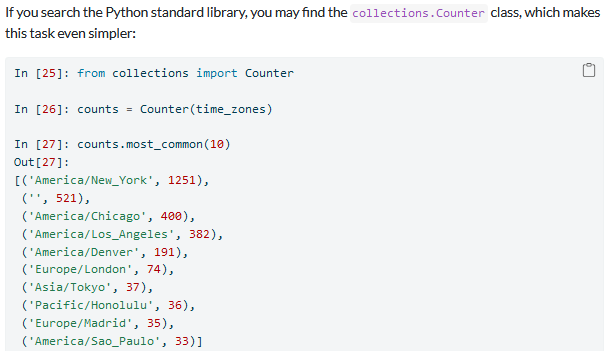 If you search the Python standard library, you may find the collections.Counter class, which makes
this task even simpler:
In [25]: from collections import Counter
In [26]: counts = Counter(time_zones)
In [27]: counts.most_common(10)
Out[27]:
[('America/New_York', 1251),
('', 521),
('America/Chicago', 400),
('America/Los_Angeles', 382),
('America/Denver', 191),
('Europe/London', 74),
('Asia/Tokyo', 37),
('Pacific/Honolulu', 36),
('Europe/Madrid', 35),
('America/Sao_Paulo', 33)]